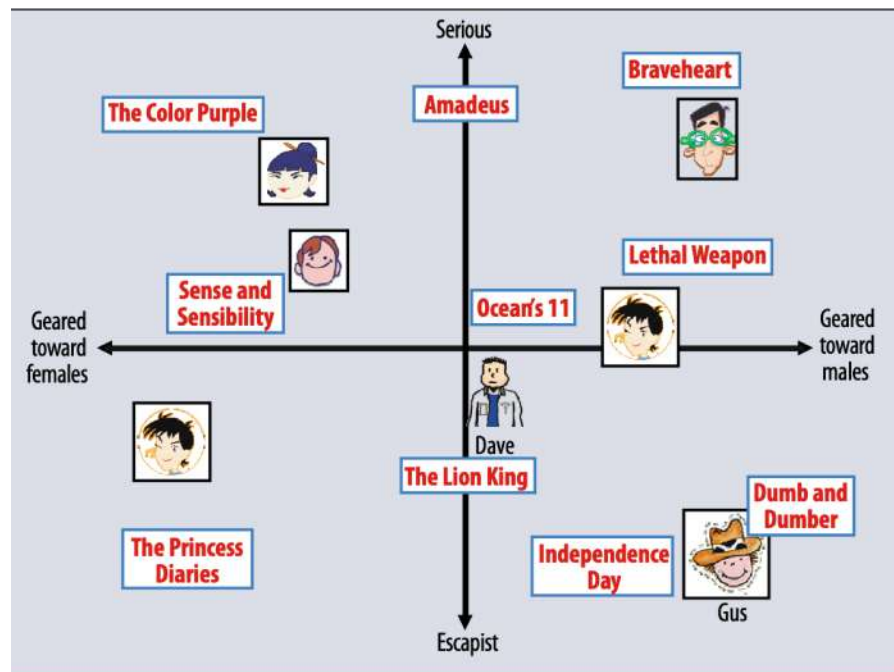 Serious
Braveheart
Amadeus
The Color Purple
Lethal Weapon
Sense and
Sensibility
Ocean's 11
Geared
toward
females
Geared
toward
males
Dave
The Lion King
Dumb and
Dumber
The Princess
Diaries
Independence
Day
Gus
Escapist